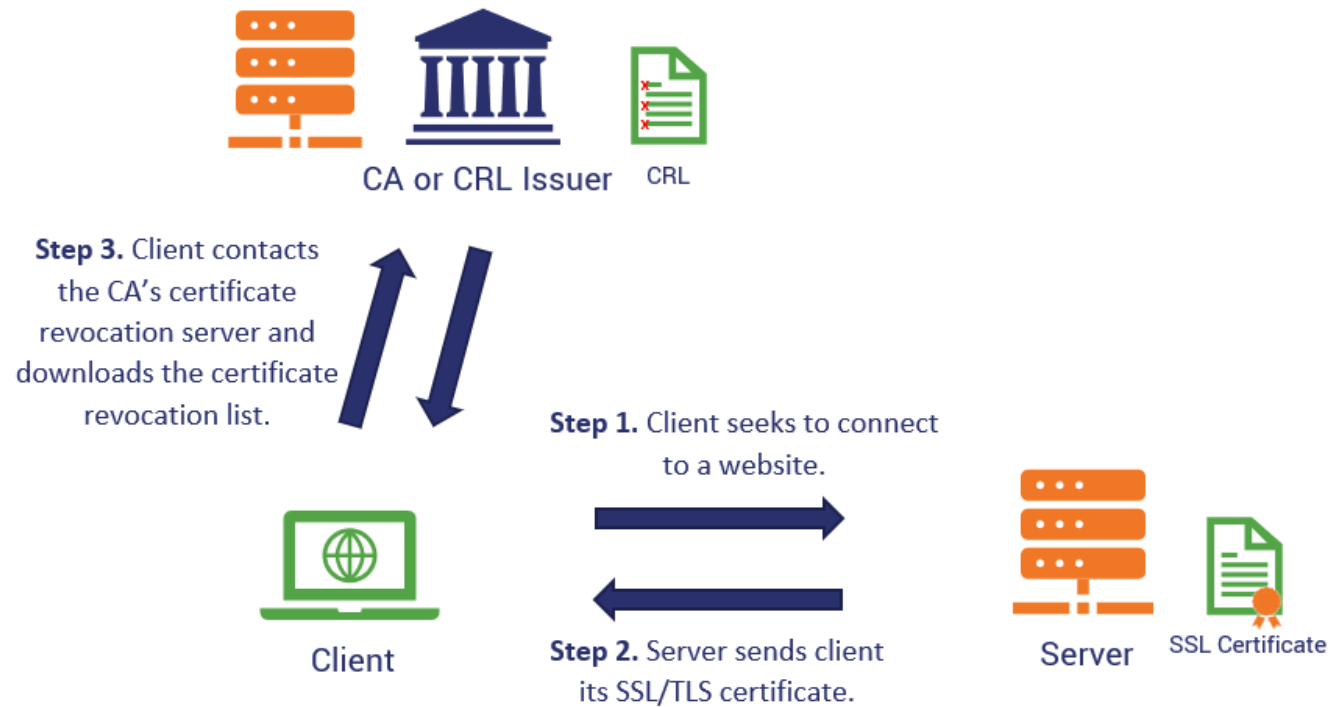 CA or CRL Issuer
CRL
Step 3. Client contacts
the CA’s certificate
revocation server and
downloads the certificate
revocation list.
Step 1. Client seeks to connect
to a website.
Client
Step 2. Server sends client
its SSL/TLS certificate.
Server
SSL Certificate